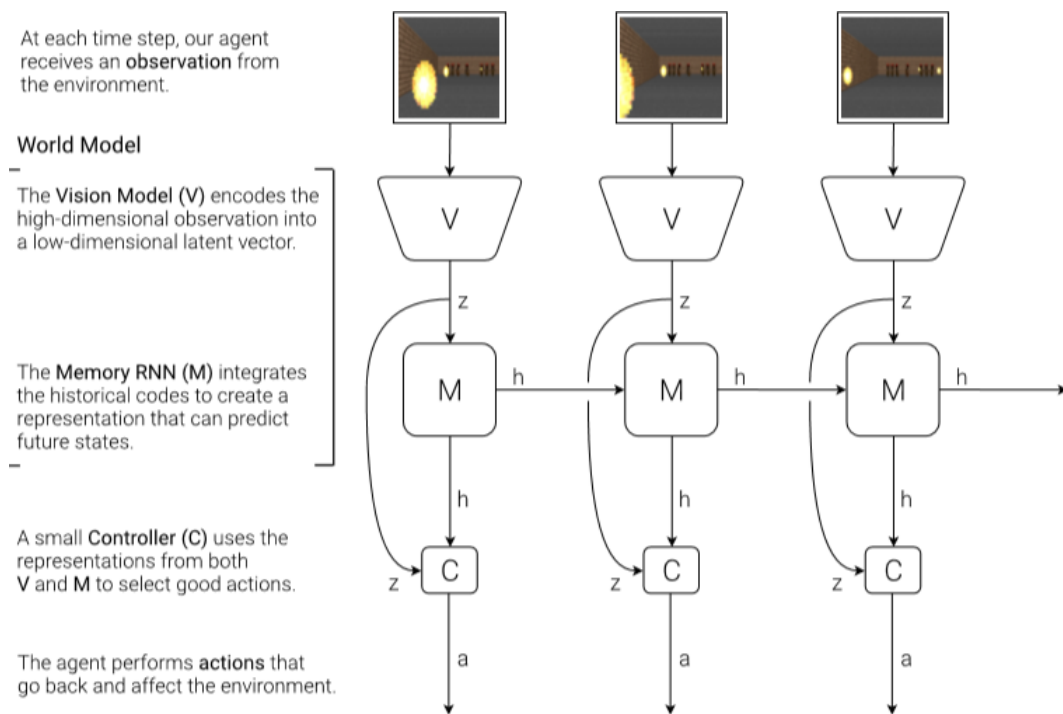 At each time step, our agent
receives an observation from
the environment.
World Model
The Vision Model (V) encodes the
high-dimensional observation into
a low-dimensional latent vector.
The Memory RNN (M) integrates
the historical codes to create a
representation that can predict
future states.
A small Controller (C) uses the
representations from both
V and M to select good actions.
The agent performs actions that
go back and affect the environment.
V V V
z z z
M h M h M h
h h h
z C z C z C
a a a